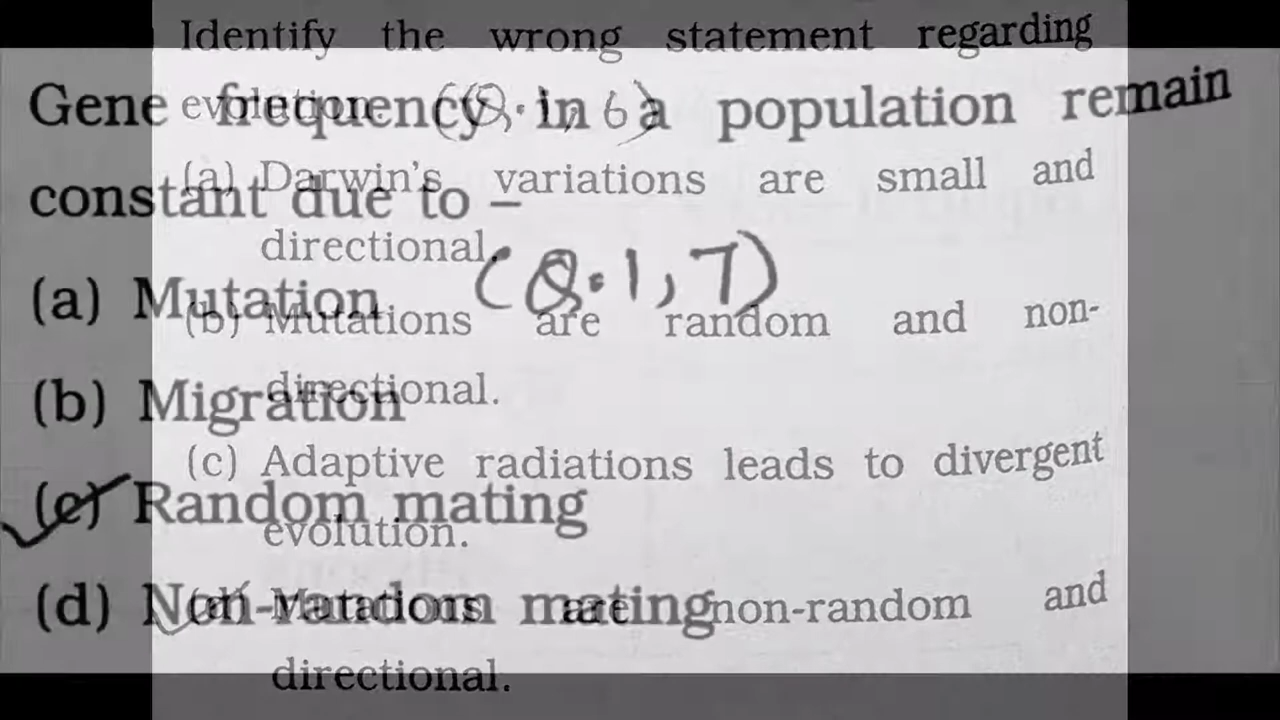 Identify the wrong statement regarding
evolution. (Q. 1, 6)
(a) Darwin's variations are small and
directional.
(b) Mutations are random and non-
directional.
(c) Adaptive radiations leads to divergent
evolution.
(d) Mutations are non-random and
directional.
Gene frequency in a population remain
constant due to –
(Q.1, 7)
(a) Mutation
(b) Migration
(c) Random mating
(d) Non-random mating